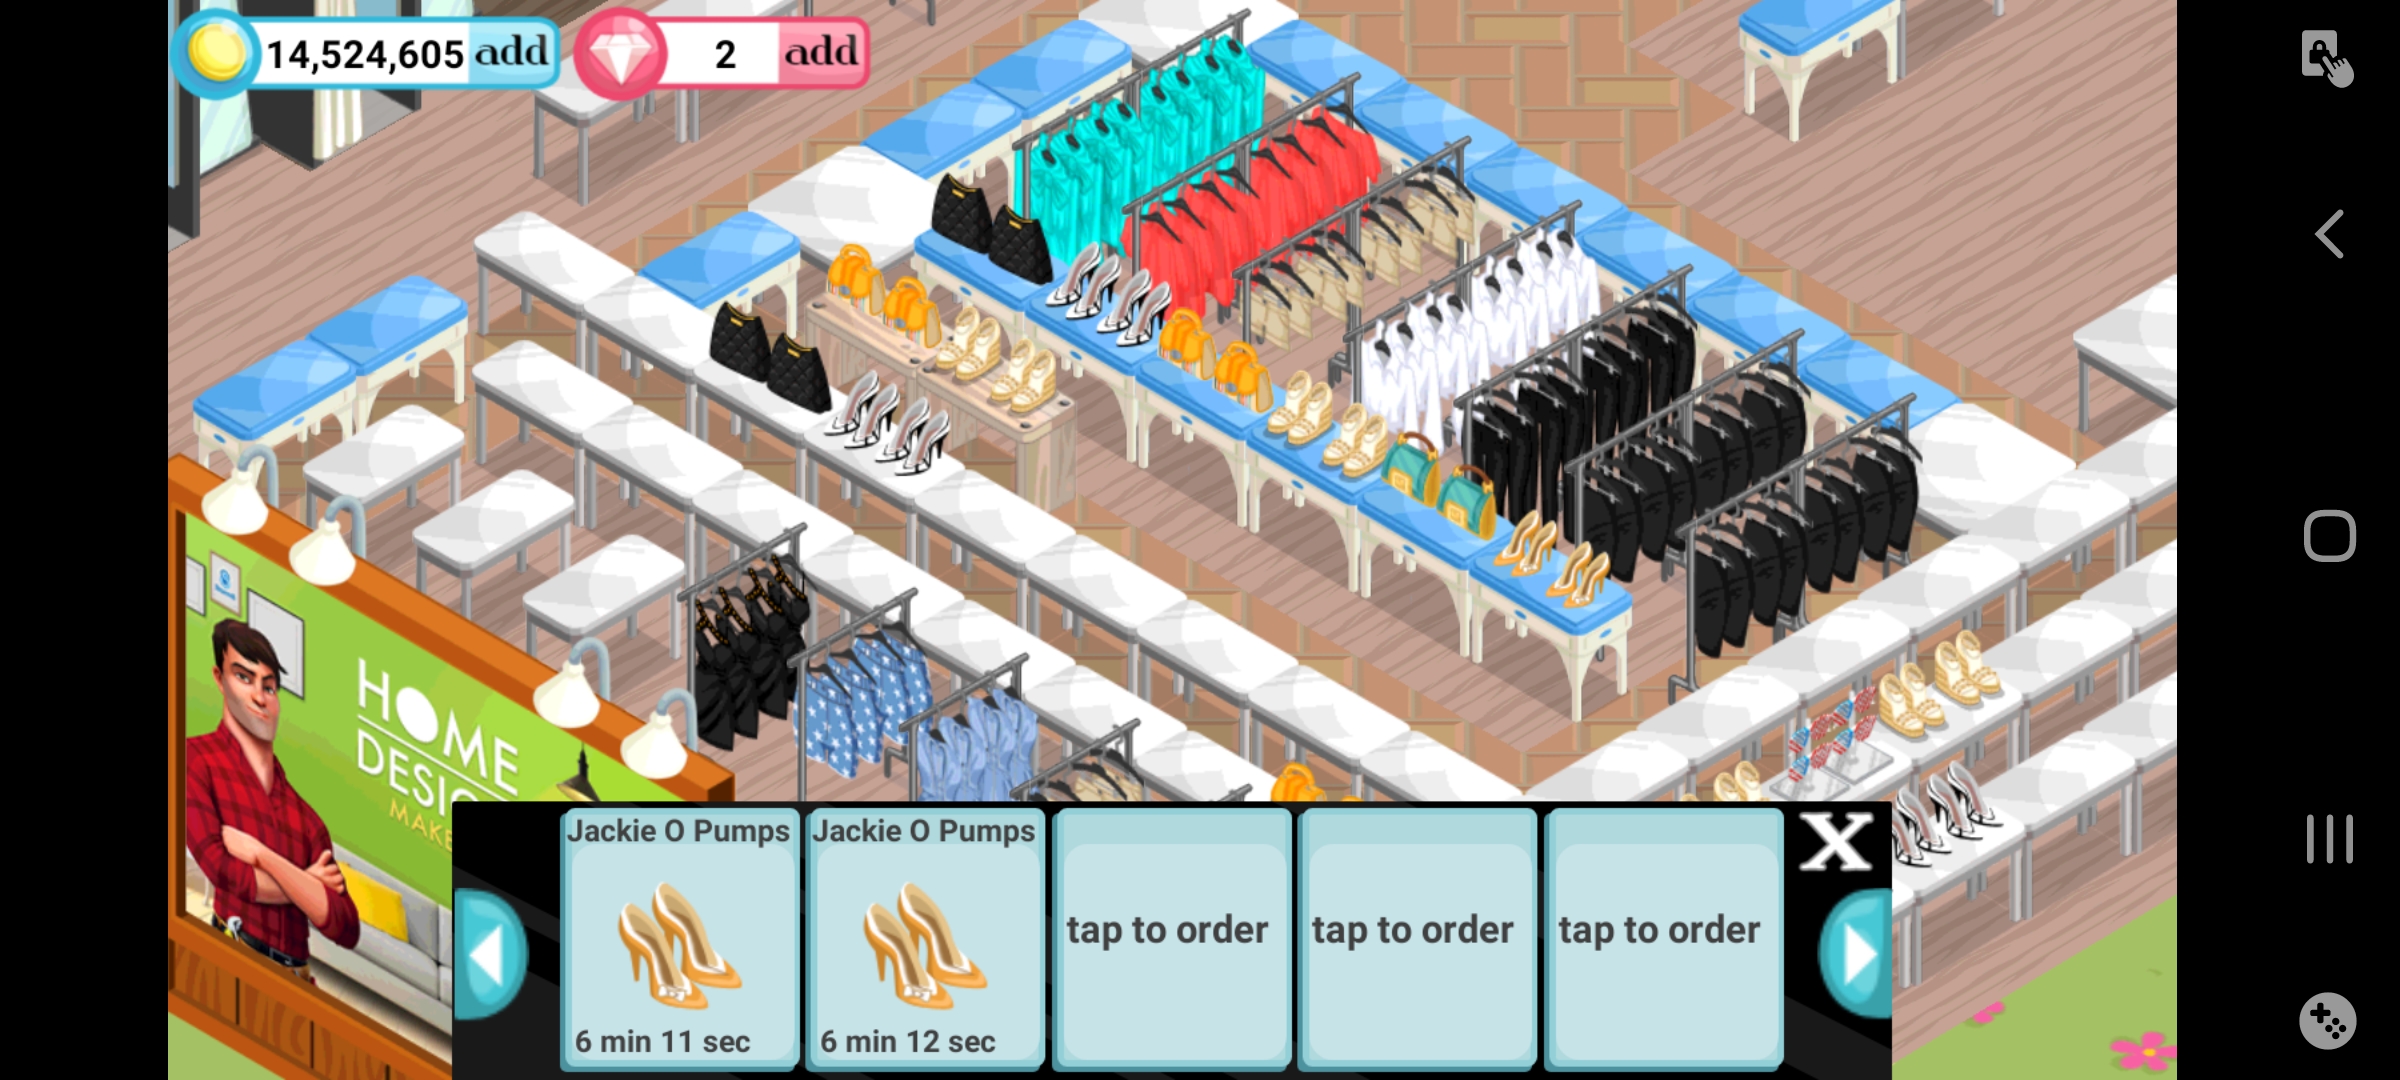 14,524,605 add
2 add
HOME
DESIG
MAKE
Jackie O Pumps
6 min 11 sec
Jackie O Pumps
6 min 12 sec
tap to order
tap to order
tap to order
X